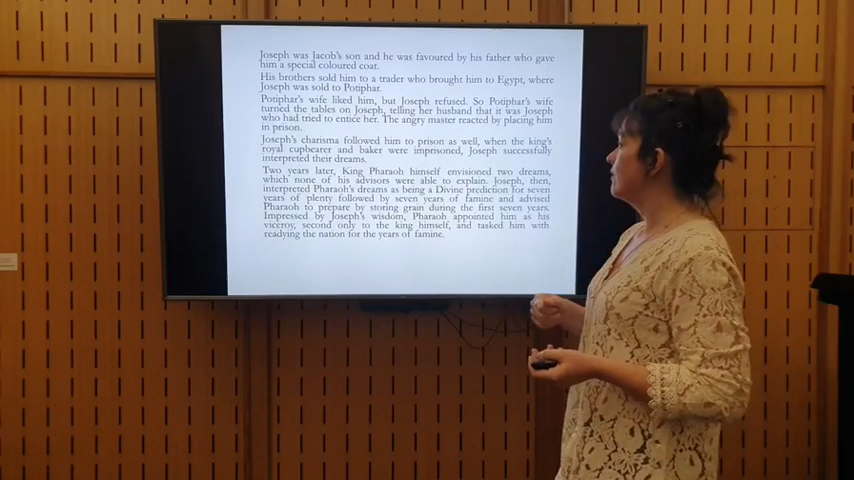 Joseph was Jacob's son and he was favoured by his father who gave
him a special coloured coat.
His brothers sold him to a trader who brought him to Egypt, where
Joseph was sold to Potiphar.
Potiphar's wife liked him, but Joseph refused. So Potiphar's wife
turned the tables on Joseph, telling her husband that it was Joseph
who had tried to entice her. The angry master reacted by placing him
in prison.
Joseph's charisma followed him to prison as well, when the king's
royal cupbearer and baker were imprisoned, Joseph successfully
interpreted their dreams.
Two years later, King Pharaoh himself envisioned two dreams,
which none of his advisors were able to explain. Joseph, then,
interpreted Pharaoh's dreams as being a Divine prediction for seven
years of plenty followed by seven years of famine and advised
Pharaoh to prepare by storing grain during the first seven years.
Impressed by Joseph's wisdom, Pharaoh appointed him as his
viceroy, second only to the king himself, and tasked him with
readying the nation for the years of famine.